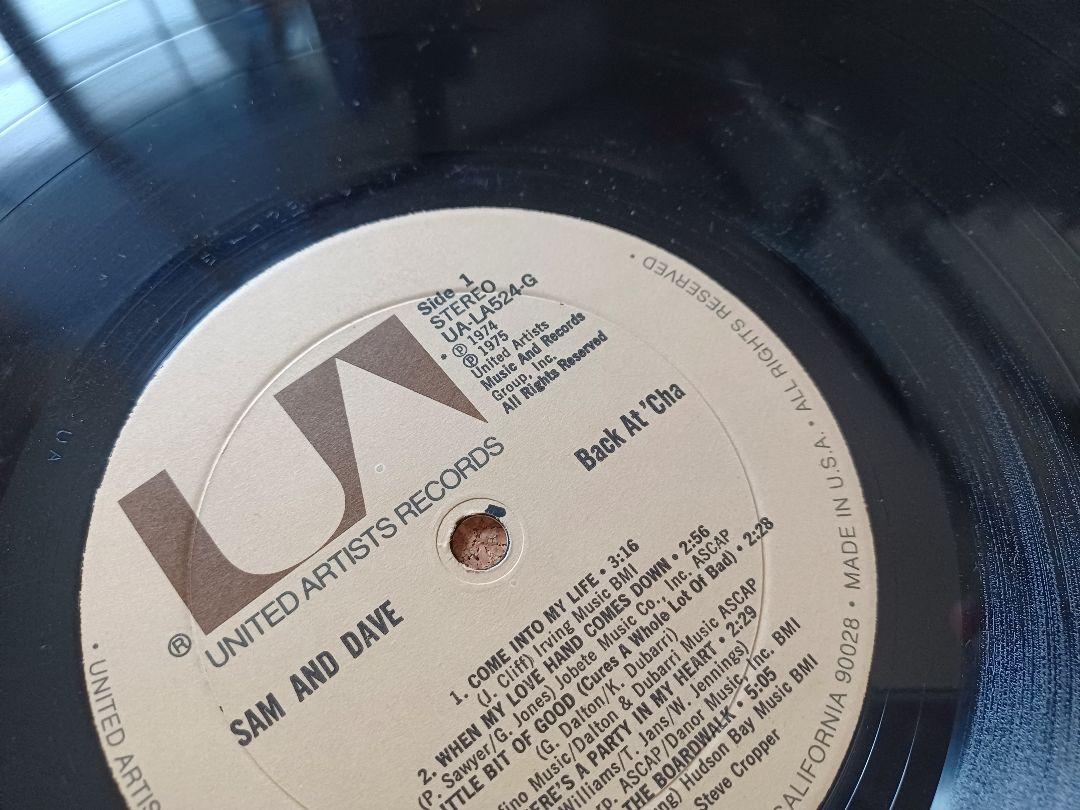 Side 1
STEREO
UA-LA524-G
• ℗ 1974
℗ 1975
United Artists
Music And Records
Group, Inc.
All Rights Reserved
UA
®
UNITED ARTISTS RECORDS
Back At 'Cha
SAM AND DAVE
1. COME INTO MY LIFE • 3:16
(J. Cliff) Irving Music BMI
2. WHEN MY LOVE HAND COMES DOWN • 2:56
(P. Sawyer/G. Jones) Jobete Music Co., Inc. ASCAP
LITTLE BIT OF GOOD (Cures A Whole Lot Of Bad) • 2:28
(G. Dalton/K. Dubarri)
Music/Dalton & Dubarri Music ASCAP
A PARTY IN MY HEART • 2:29
Williams/T. Jans/W. Jennings)
ASCAP/Danor Music, Inc. BMI
THE BOARDWALK • 5:05
Hudson Bay Music BMI
Steve Cropper
• UNITED ARTIS
CALIFORNIA 90028 • MADE IN U.S.A. • ALL RIGHTS RESERVED •
UA